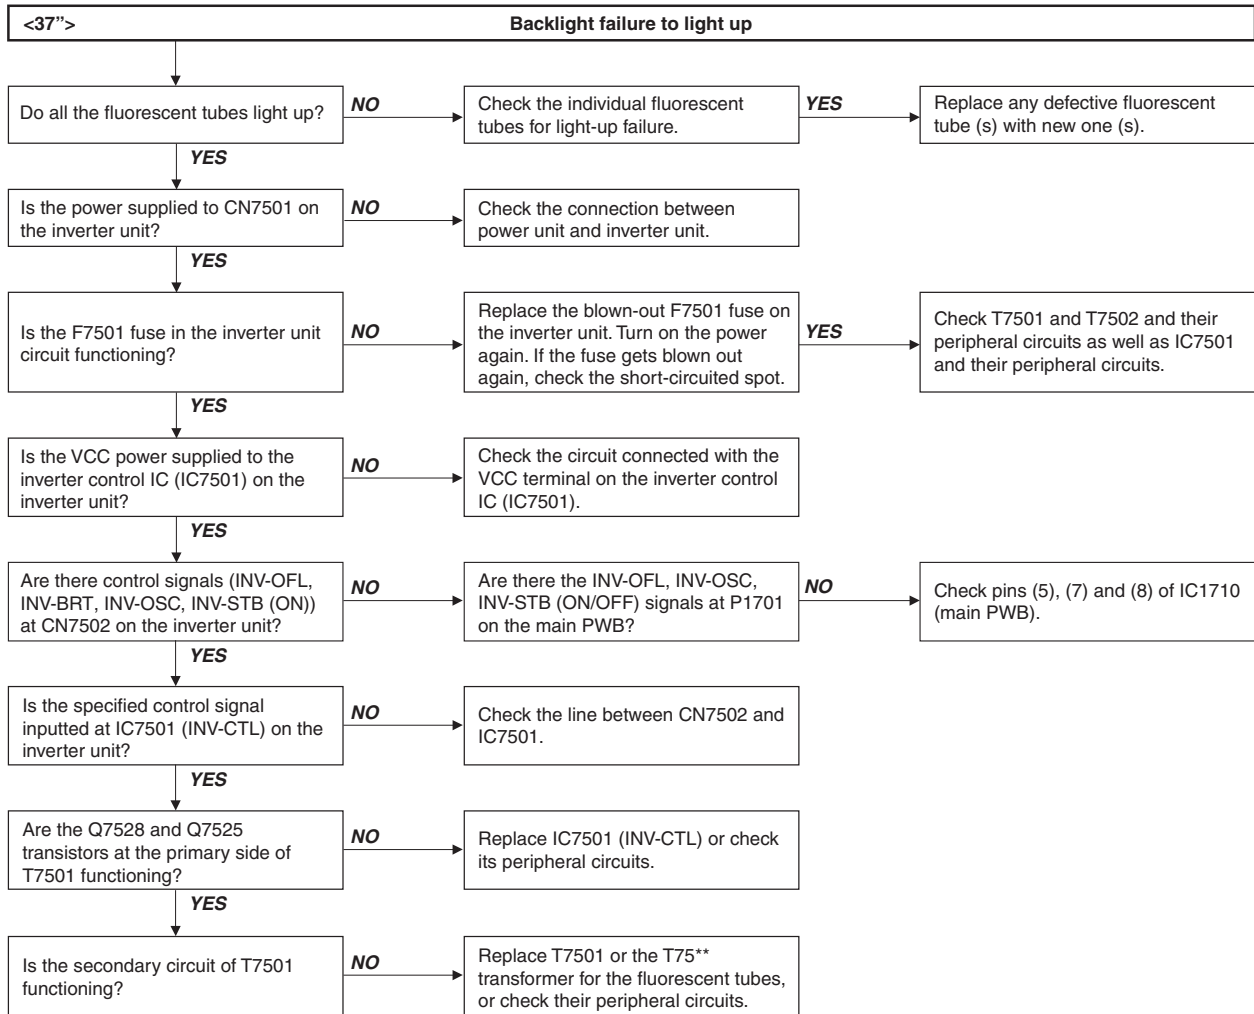 <37”>
Backlight failure to light up
Do all the fluorescent tubes light up?
NO
Check the individual fluorescent
tubes for light-up failure.
YES
Replace any defective fluorescent
tube (s) with new one (s).
YES
Is the power supplied to CN7501 on
the inverter unit?
NO
Check the connection between
power unit and inverter unit.
YES
Is the F7501 fuse in the inverter unit
circuit functioning?
NO
Replace the blown-out F7501 fuse on
the inverter unit. Turn on the power
again. If the fuse gets blown out
again, check the short-circuited spot.
YES
Check T7501 and T7502 and their
peripheral circuits as well as IC7501
and their peripheral circuits.
YES
Is the VCC power supplied to the
inverter control IC (IC7501) on the
inverter unit?
NO
Check the circuit connected with the
VCC terminal on the inverter control
IC (IC7501).
YES
Are there control signals (INV-OFL,
INV-BRT, INV-OSC, INV-STB (ON))
at CN7502 on the inverter unit?
NO
Are there the INV-OFL, INV-OSC,
INV-STB (ON/OFF) signals at P1701
on the main PWB?
NO
Check pins (5), (7) and (8) of IC1710
(main PWB).
YES
Is the specified control signal
inputted at IC7501 (INV-CTL) on the
inverter unit?
NO
Check the line between CN7502 and
IC7501.
YES
Are the Q7528 and Q7525
transistors at the primary side of
T7501 functioning?
NO
Replace IC7501 (INV-CTL) or check
its peripheral circuits.
YES
Is the secondary circuit of T7501
functioning?
NO
Replace T7501 or the T75**
transformer for the fluorescent tubes,
or check their peripheral circuits.